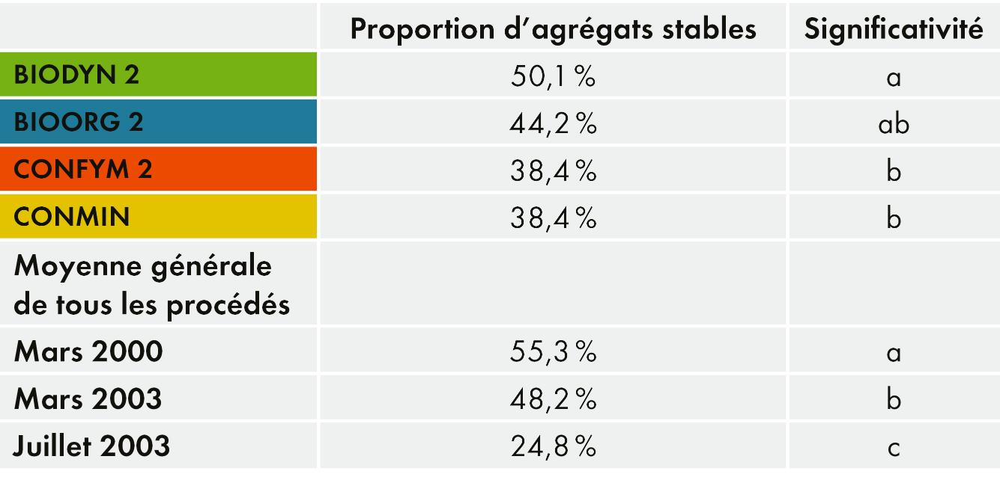 Proportion d’agrégats stables Significativité
BIODYN 2 50,1 % a
BIOORG 2 44,2 % ab
CONFYM 2 38,4 % b
CONMIN 38,4 % b
Moyenne générale
de tous les procédés
Mars 2000 55,3 % a
Mars 2003 48,2 % b
Juillet 2003 24,8 % c